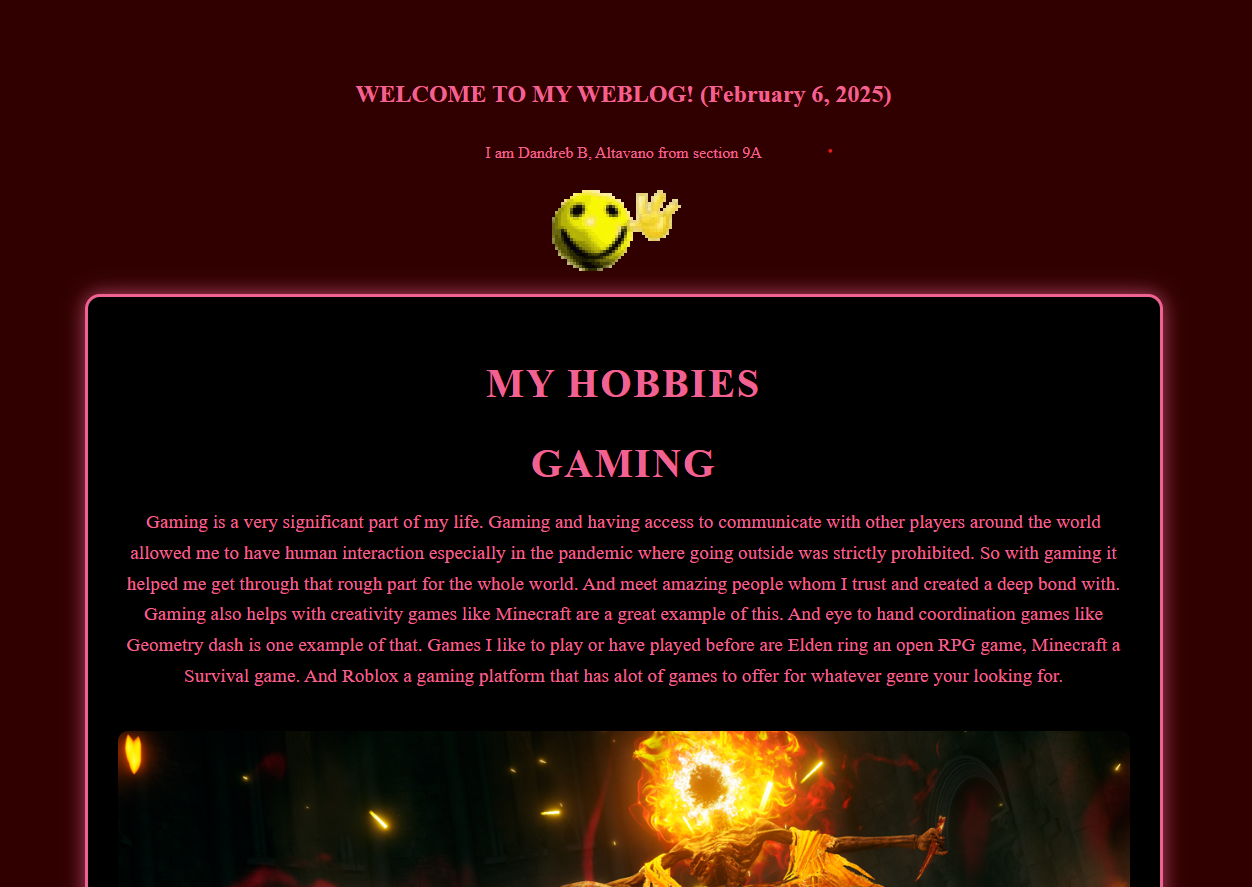 WELCOME TO MY WEBLOG! (February 6, 2025)
I am Dandreb B, Altavano from section 9A
MY HOBBIES
GAMING
Gaming is a very significant part of my life. Gaming and having access to communicate with other players around the world
allowed me to have human interaction especially in the pandemic where going outside was strictly prohibited. So with gaming it
helped me get through that rough part for the whole world. And meet amazing people whom I trust and created a deep bond with.
Gaming also helps with creativity games like Minecraft are a great example of this. And eye to hand coordination games like
Geometry dash is one example of that. Games I like to play or have played before are Elden ring an open RPG game, Minecraft a
Survival game. And Roblox a gaming platform that has alot of games to offer for whatever genre your looking for.